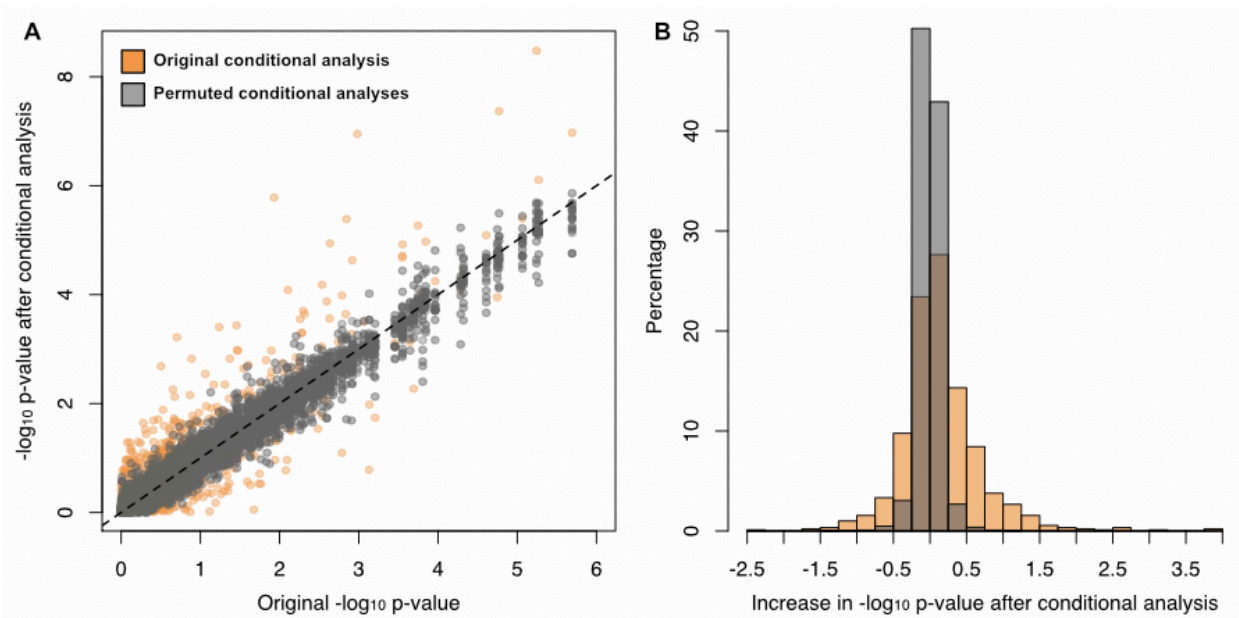 A
Original conditional analysis
Permuted conditional analyses
-log₁₀ p-value after conditional analysis
8
6
4
2
0
0 1 2 3 4 5 6
Original -log₁₀ p-value
B
Percentage
50
40
30
20
10
0
-2.5 -1.5 -0.5 0.5 1.5 2.5 3.5
Increase in -log₁₀ p-value after conditional analysis